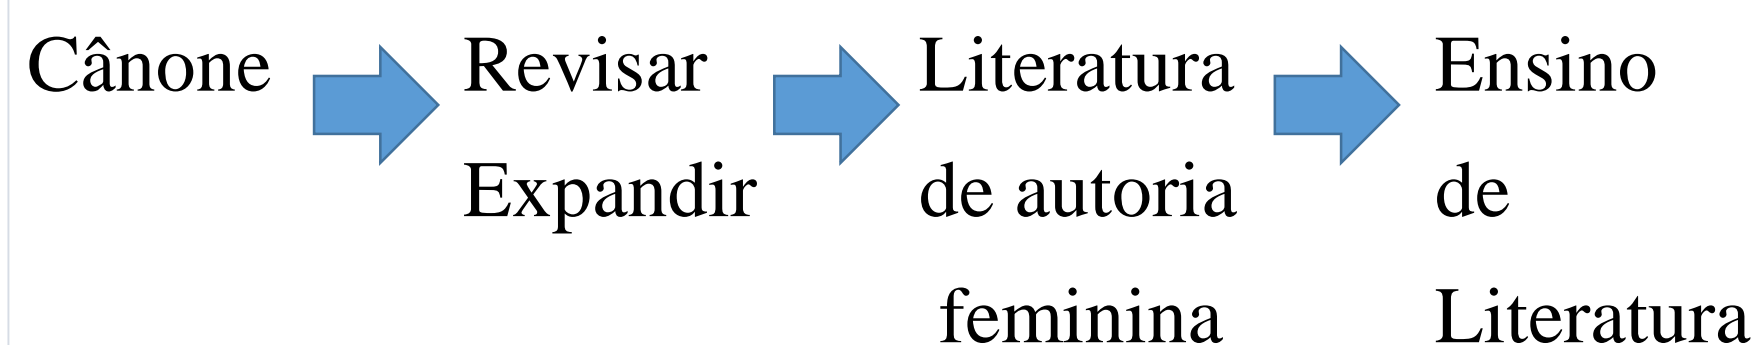 Cânone
Revisar
Expandir
Literatura
de autoria
feminina
Ensino
de
Literatura